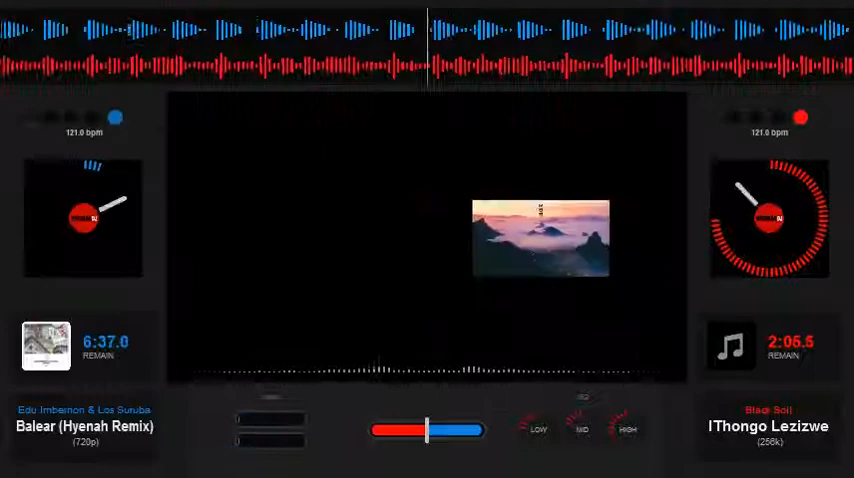 121.0 bpm
121.0 bpm
6:37.0
REMAIN
2:05.5
REMAIN
Edu Imbernon & Los Suruba
Balear (Hyenah Remix)
(720p)
LOW
MID
HIGH
Black Soil
IThongo Lezizwe
(256k)